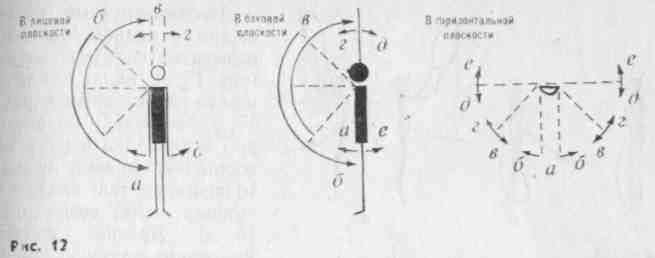 В лицевой
плоскости
б
в
г
а
б
В боковой
плоскости
в
г
д
а
е
б
В горизонтальной
плоскости
е
д
г
в
б
а
б
в
г
д
е
Рис. 12